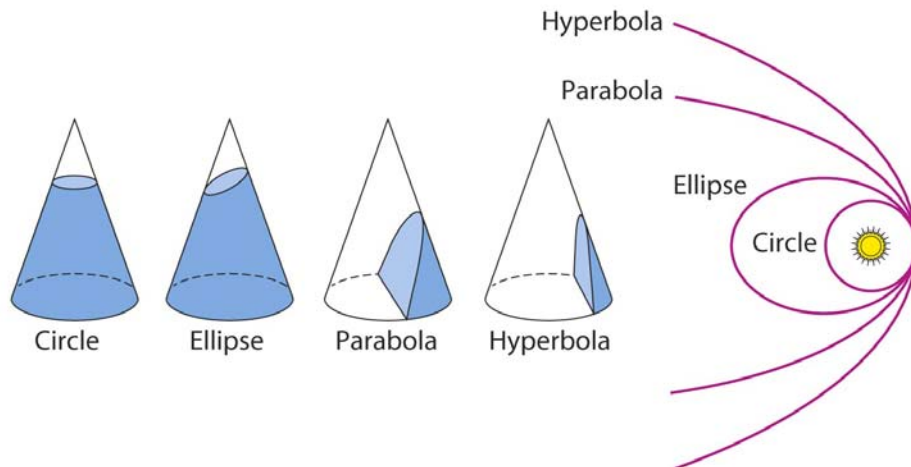 Hyperbola
Parabola
Ellipse
Circle
Circle
Ellipse
Parabola
Hyperbola